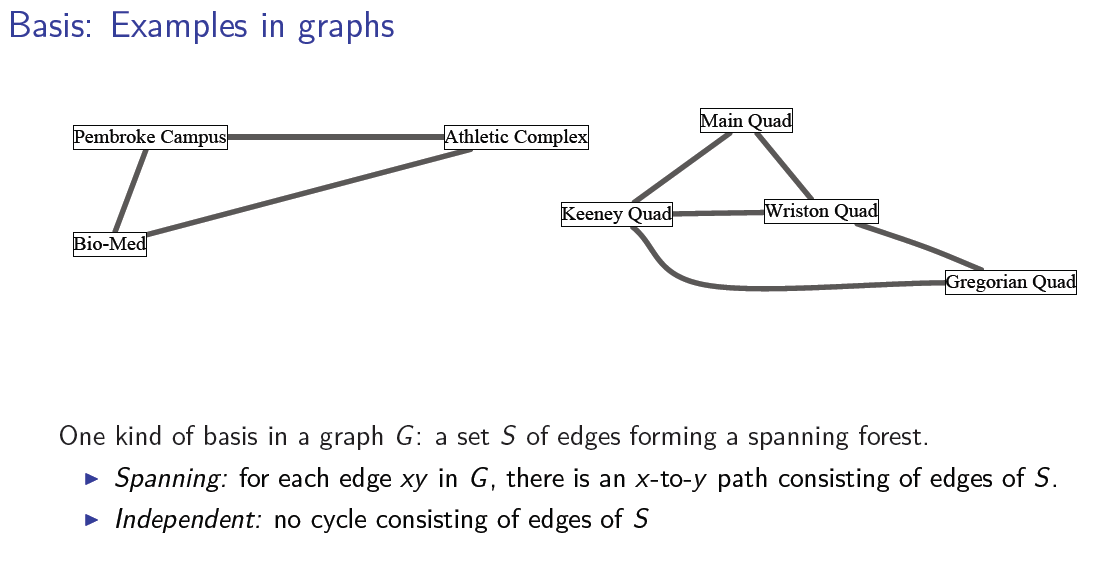 Basis: Examples in graphs
Pembroke Campus
Athletic Complex
Bio-Med
Main Quad
Keeney Quad
Wriston Quad
Gregorian Quad
One kind of basis in a graph G: a set S of edges forming a spanning forest.
▶ Spanning: for each edge xy in G, there is an x-to-y path consisting of edges of S.
▶ Independent: no cycle consisting of edges of S